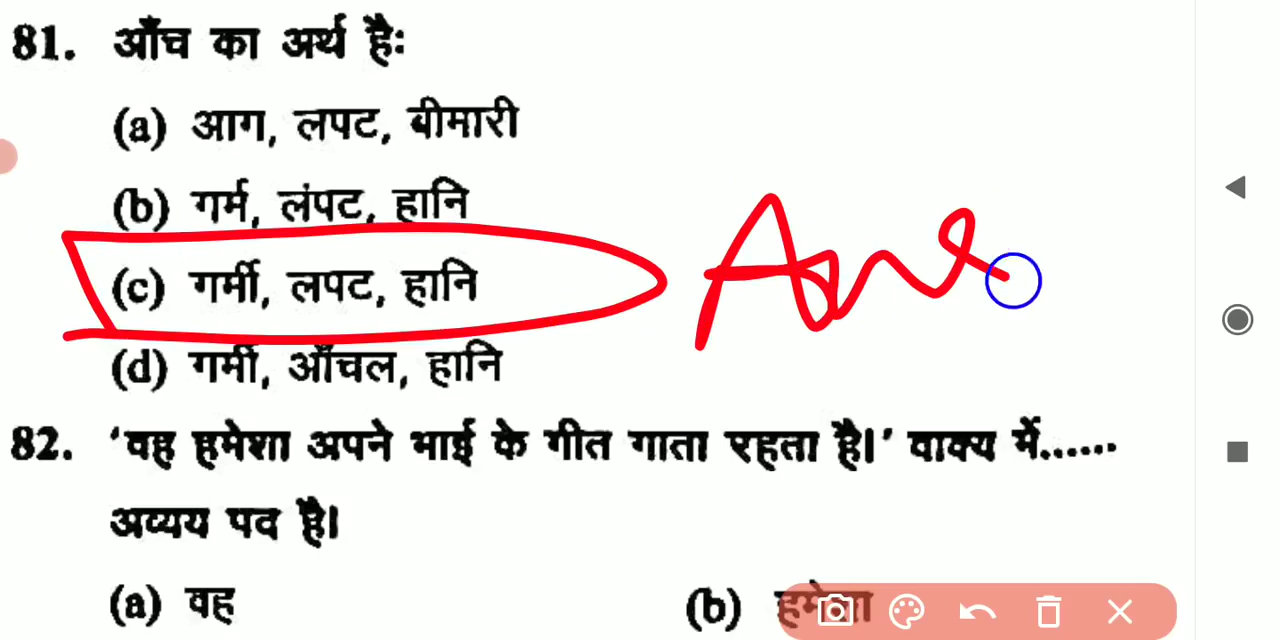 81. आँच का अर्थ हैः
(a) आग, लपट, बीमारी
(b) गर्म, लंपट, हानि
(c) गर्मी, लपट, हानि
Ans
(d) गर्मी, आँचल, हानि
82. ‘वह हमेशा अपने भाई के गीत गाता रहता है।’ वाक्य में......
अव्यय पद है।
(a) वह (b) हमेशा